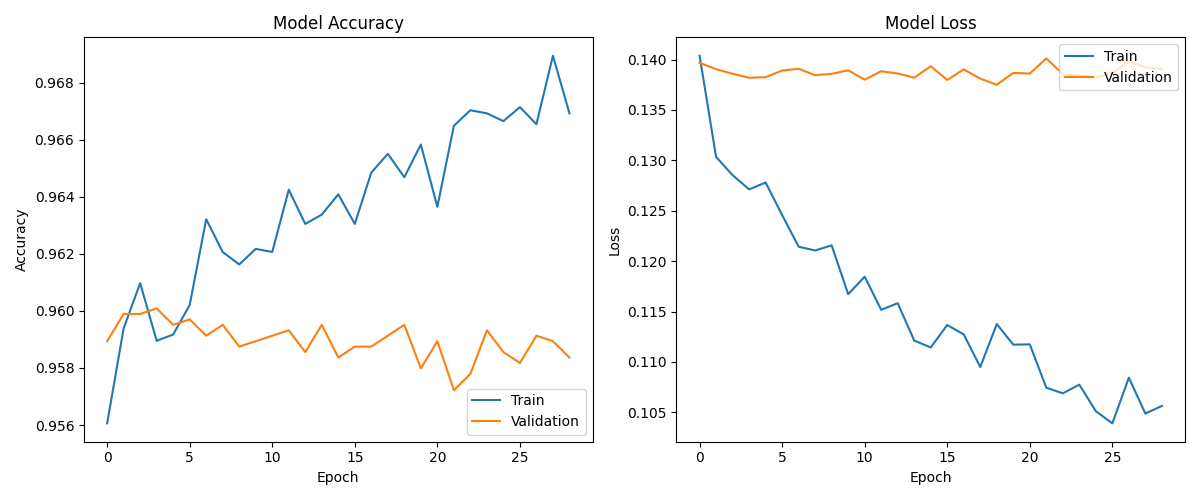 Model Accuracy
Accuracy
0.968
0.966
0.964
0.962
0.960
0.958
0.956
0 5 10 15 20 25
Epoch
Train
Validation
Model Loss
Loss
0.140
0.135
0.130
0.125
0.120
0.115
0.110
0.105
0 5 10 15 20 25
Epoch
Train
Validation